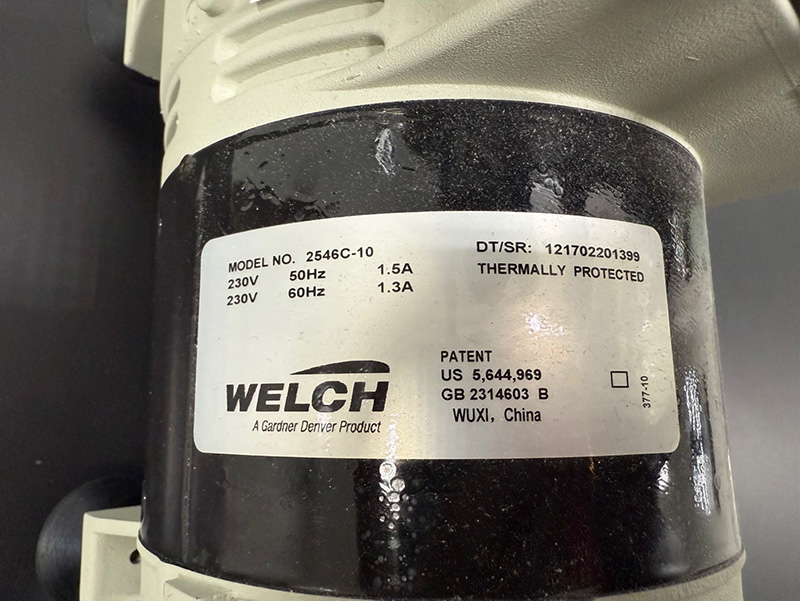 MODEL NO. 2546C-10
230V 50Hz 1.5A
230V 60Hz 1.3A
DT/SR: 121702201399
THERMALLY PROTECTED
WELCH
A Gardner Denver Product
PATENT
US 5,644,969
GB 2314603 B
WUXI, China
377-10